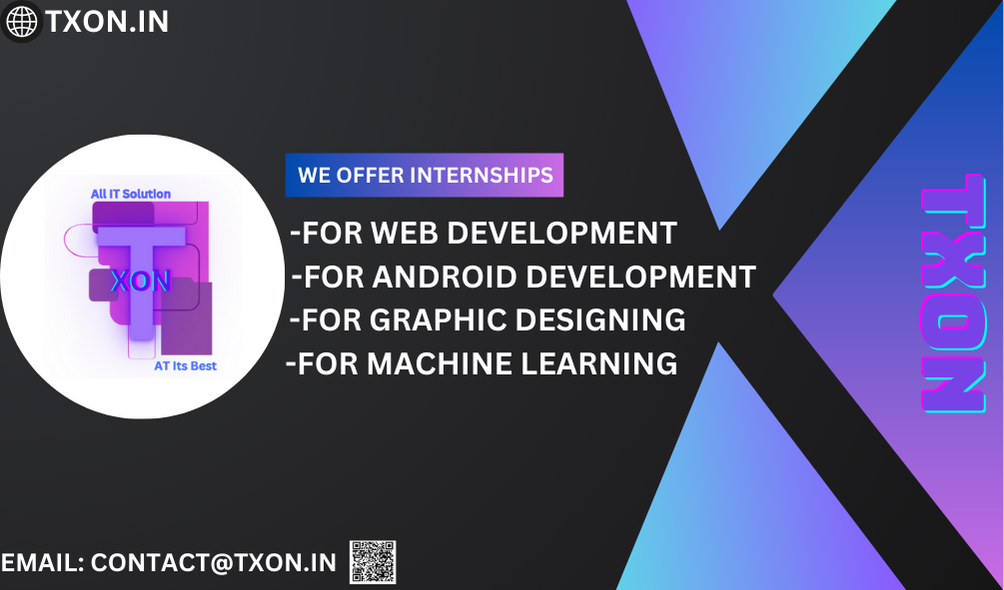 TXON.IN
All IT Solution
T
XON
AT Its Best
WE OFFER INTERNSHIPS
-FOR WEB DEVELOPMENT
-FOR ANDROID DEVELOPMENT
-FOR GRAPHIC DESIGNING
-FOR MACHINE LEARNING
TXON
EMAIL: CONTACT@TXON.IN